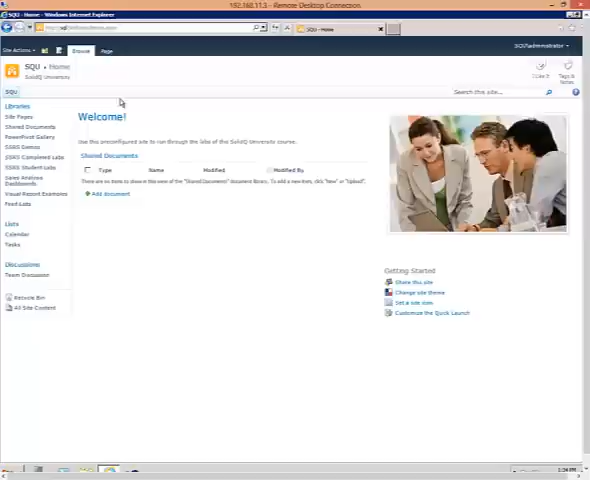 192.168.11.3 - Remote Desktop Connection
SQU - Home - Windows Internet Explorer
SQU - Home
Site Actions
Browse
Page
SQU\administrator
SQU ▸ Home
SolidQ University
I Like It
Tags & Notes
SQU
Search this site...
Libraries
Site Pages
Shared Documents
PowerPivot Gallery
SSAS Demos
SSAS Completed Labs
SSAS Student Labs
Sales Analysis Dashboards
Visual Report Examples
Feed Lists
Lists
Calendar
Tasks
Discussions
Team Discussion
Recycle Bin
All Site Content
Welcome!
Use this preconfigured site to run through the labs of the SolidQ University course.
Shared Documents
Type Name Modified Modified By
There are no items to show in this view of the "Shared Documents" document library. To add a new item, click "New" or "Upload".
Add document
Getting Started
Share this site
Change site theme
Set a site icon
Customize the Quick Launch